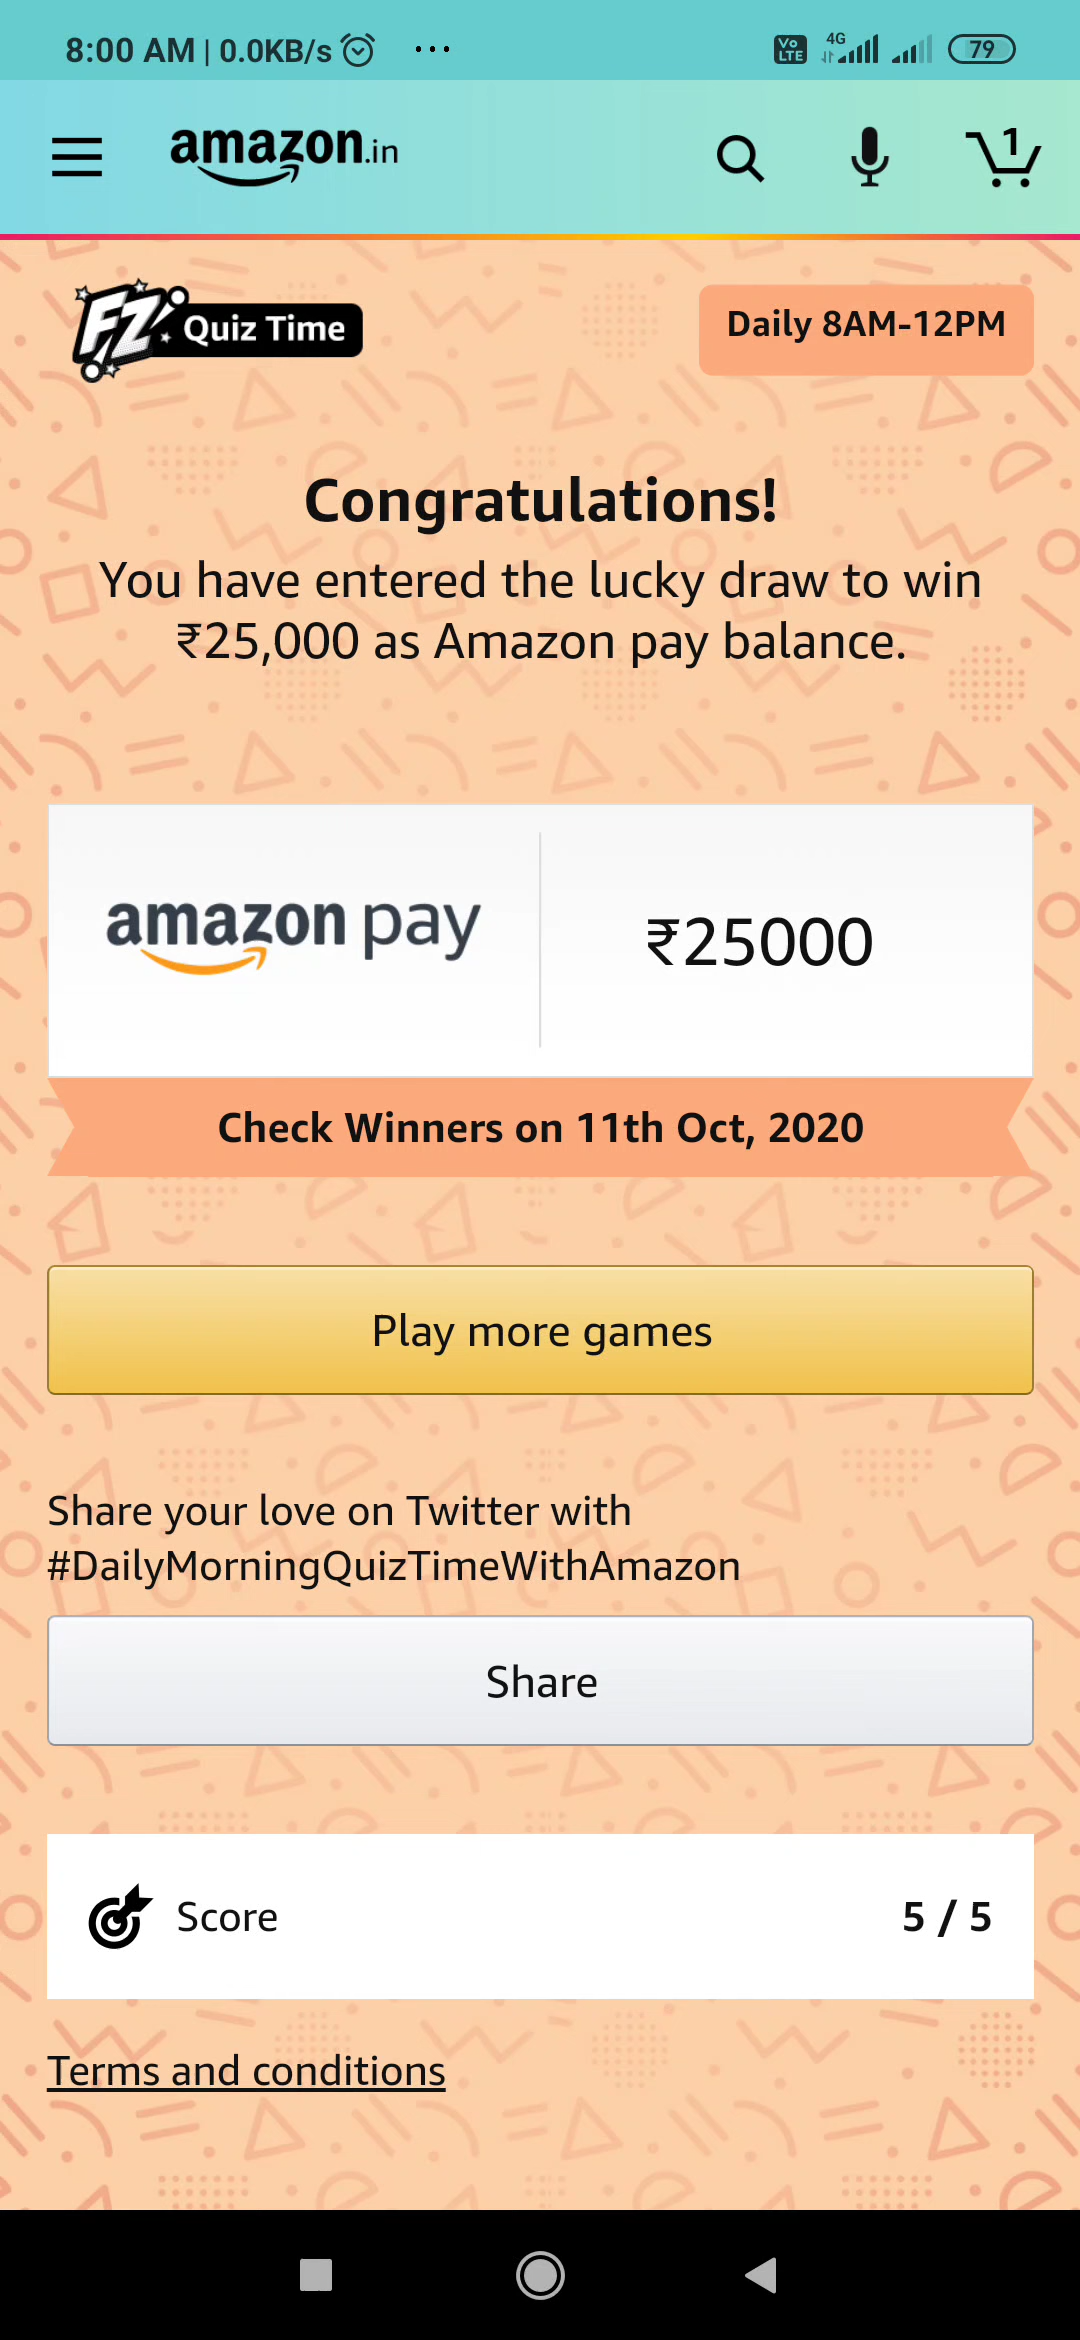 8:00 AM | 0.0KB/s ...
Vo LTE 4G 79
amazon.in
1
FZ Quiz Time
Daily 8AM-12PM
Congratulations!
You have entered the lucky draw to win
₹25,000 as Amazon pay balance.
amazon pay
₹25000
Check Winners on 11th Oct, 2020
Play more games
Share your love on Twitter with
#DailyMorningQuizTimeWithAmazon
Share
Score 5 / 5
Terms and conditions